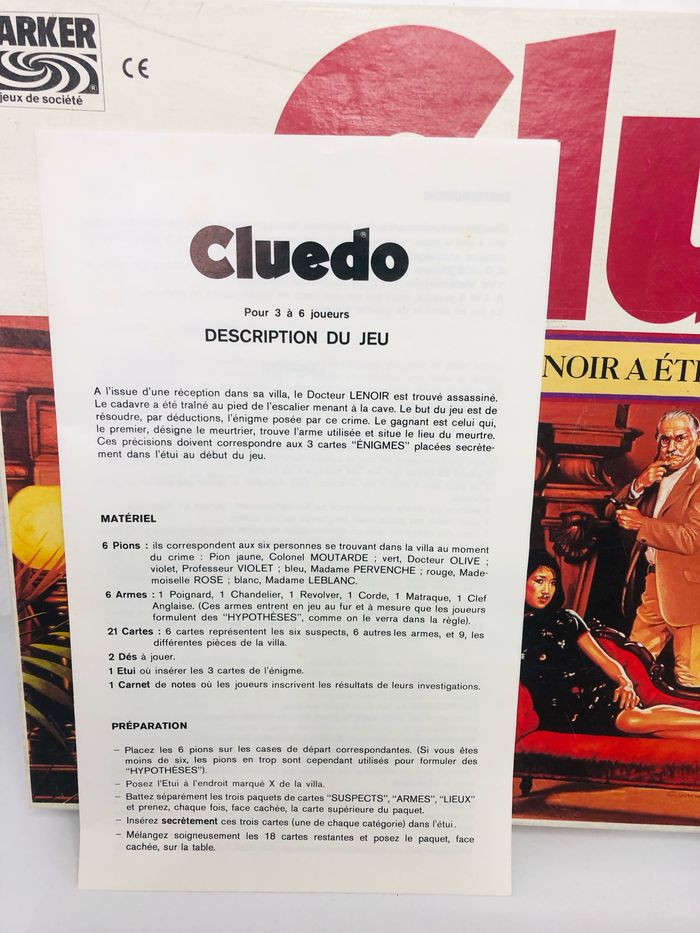 ARKER
jeux de société
CE
Clu
NOIR A ÉTÉ
Cluedo®
Pour 3 à 6 joueurs
DESCRIPTION DU JEU
A l'issue d'une réception dans sa villa, le Docteur LENOIR est trouvé assassiné.
Le cadavre a été traîné au pied de l'escalier menant à la cave. Le but du jeu est de
résoudre, par déductions, l'énigme posée par ce crime. Le gagnant est celui qui,
le premier, désigne le meurtrier, trouve l'arme utilisée et situe le lieu du meurtre.
Ces précisions doivent correspondre aux 3 cartes "ÉNIGMES" placées secrète-
ment dans l'étui au début du jeu.
MATÉRIEL
6 Pions : ils correspondent aux six personnes se trouvant dans la villa au moment
du crime : Pion jaune, Colonel MOUTARDE ; vert, Docteur OLIVE ;
violet, Professeur VIOLET ; bleu, Madame PERVENCHE ; rouge, Made-
moiselle ROSE ; blanc, Madame LEBLANC.
6 Armes : 1 Poignard, 1 Chandelier, 1 Revolver, 1 Corde, 1 Matraque, 1 Clef
Anglaise. (Ces armes entrent en jeu au fur et à mesure que les joueurs
formulent des "HYPOTHÈSES", comme on le verra dans la règle).
21 Cartes : 6 cartes représentent les six suspects, 6 autres les armes, et 9, les
différentes pièces de la villa.
2 Dés à jouer.
1 Etui où insérer les 3 cartes de l'énigme.
1 Carnet de notes où les joueurs inscrivent les résultats de leurs investigations.
PRÉPARATION
– Placez les 6 pions sur les cases de départ correspondantes. (Si vous êtes
moins de six, les pions en trop sont cependant utilisés pour formuler des
"HYPOTHÈSES").
– Posez l'Etui à l'endroit marqué X de la villa.
– Battez séparément les trois paquets de cartes "SUSPECTS", "ARMES", "LIEUX"
et prenez, chaque fois, face cachée, la carte supérieure du paquet.
– Insérez secrètement ces trois cartes (une de chaque catégorie) dans l'étui.
– Mélangez soigneusement les 18 cartes restantes et posez le paquet, face
cachée, sur la table.